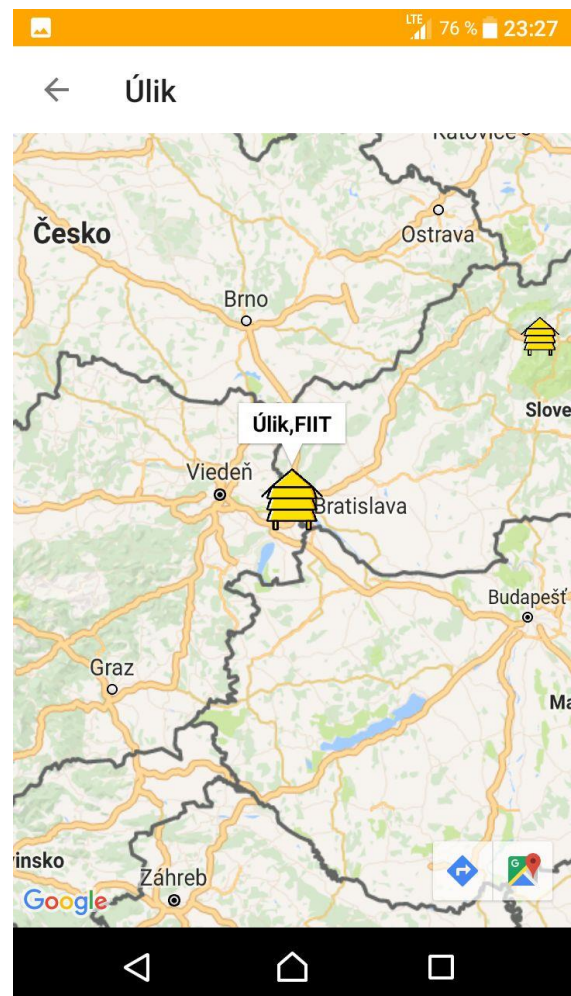 LTE 76 % 23:27
Úlik
Katovice
Česko
Ostrava
Brno
Slove
Úlik,FIIT
Viedeň
Bratislava
Budapešť
Graz
Ma
vinsko
Záhreb
Google